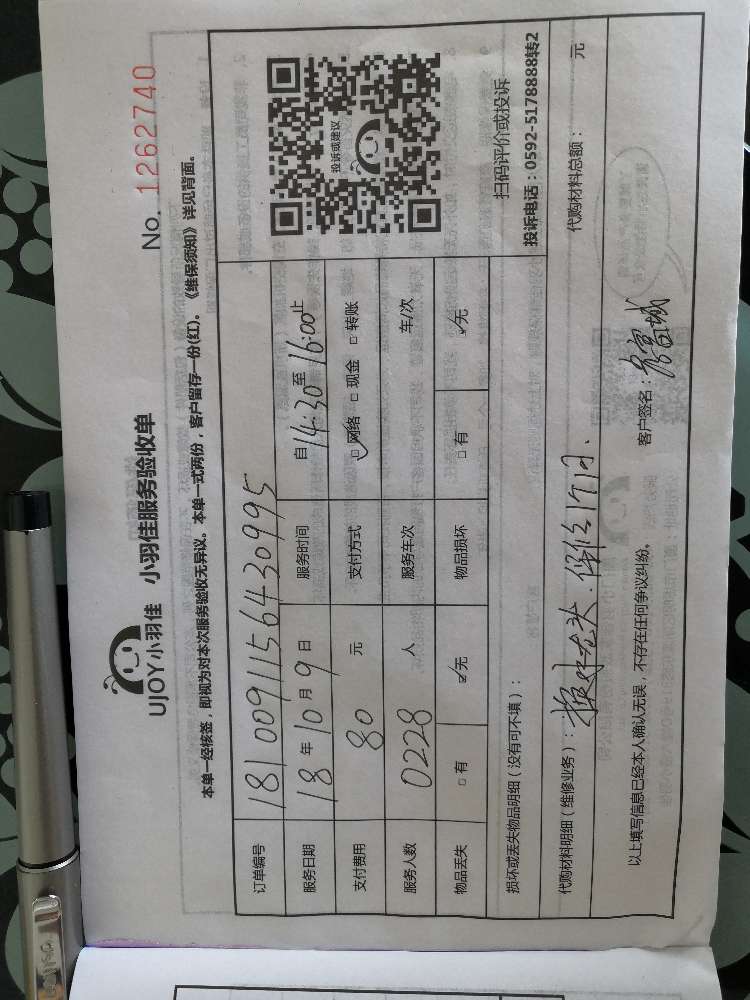 UJOY小羽佳 小羽佳服务验收单 No. 1262740
本单一经核签，即视为对本次服务验收无异议。本单一式两份，客户留存一份(红)。《维保须知》详见背面。
订单编号 181009115643099​5
服务日期 18 年 10 月 9 日 服务时间 自 14:30 至 16:00 止
支付费用 80 元 支付方式 ☑ 网络 □ 现金 □ 转账
服务人数 0228 人 服务车次 车/次
物品丢失 □ 有 ☑ 无 物品损坏 □ 有 ☑ 无
投诉或建议
扫码评价或投诉
投诉电话：0592-5178888转2
损坏或丢失物品明细（没有可不填）：
代购材料明细（维修业务）： 代购材料总额： 元
以上填写信息已经本人确认无误，不存在任何争议纠纷。 客户签名：